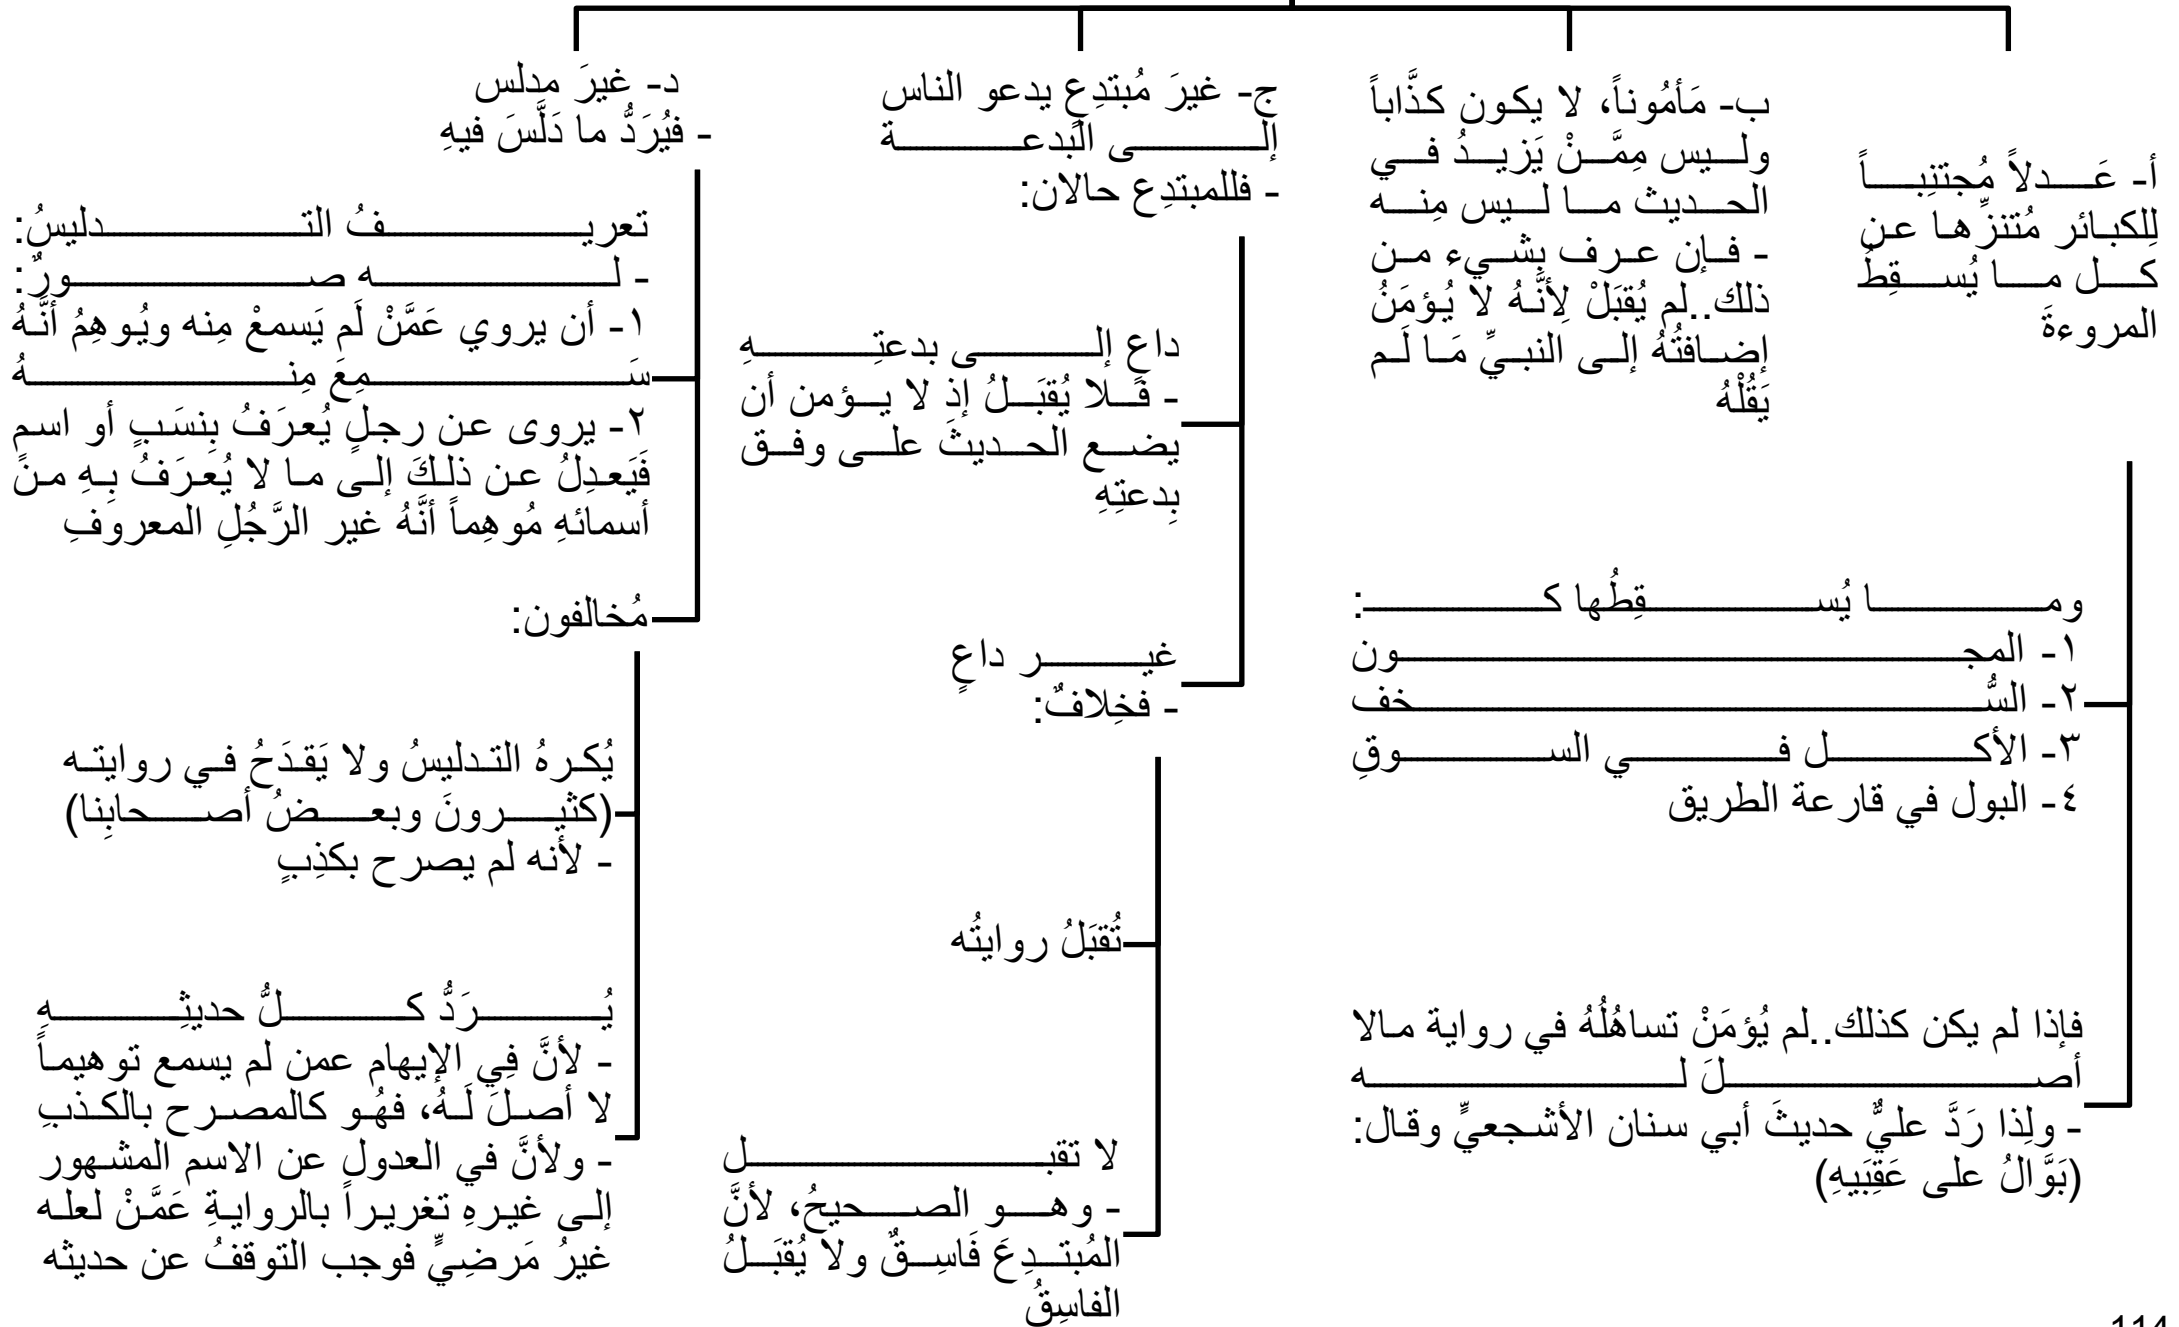 أ- عَدلاً مُجتنِباً
لِلكبائر مُتنزِّها عن
كل ما يُسقِطُ
المروءةَ
وما يُسقِطُها كـ:
١- المجون
٢- السُّخف
٣- الأكل في السوقِ
٤- البول في قارعة الطريق
فإذا لم يكن كذلك..لم يُؤمَنْ تساهُلُهُ في رواية مالا
أصلَ له
- ولِذا رَدَّ عليٌّ حديثَ أبي سنان الأشجعيِّ وقال:
(بَوَّالُ على عَقِبَيهِ)
ب- مَأمُوناً، لا يكون كذَّاباً
وليس مِمَّنْ يَزيدُ في
الحديث ما ليس مِنه
- فإن عرف بِشيء من
ذلك..لم يُقبَلْ لِأنَّهُ لا يُؤمَنُ
إضافتُهُ إلى النبيِّ مَا لَم
يَقُلْهُ
ج- غيرَ مُبتدِعٍ يدعو الناس
إلى البدعة
- فللمبتدِع حالان:
داعٍ إلى بدعتِهِ
- فلا يُقبَلُ إذِ لا يؤمن أن
يضع الحديثَ على وفق
بِدعتِهِ
غير داعٍ
- فخِلافٌ:
تُقبَلُ روايتُه
لا تقبل
- وهو الصحيحُ، لأنَّ
المُبتدِعَ فَاسِقٌ ولا يُقبَلُ
الفاسِقُ
د- غيرَ مدلس
- فيُرَدُّ ما دَلَّسَ فيهِ
تعريفُ التدليسُ:
- له صورٌ:
١- أن يروي عَمَّنْ لَم يَسمعْ مِنه ويُوهِمُ أنَّهُ
سَمِعَ مِنهُ
٢- يروى عن رجلٍ يُعرَفُ بِنسَبٍ أو اسمٍ
فَيَعدِلُ عن ذلكَ إلى ما لا يُعرَفُ بِهِ من
أسمائهِ مُوهِماً أنَّهُ غير الرَّجُلِ المعروفِ
مُخالفون:
يُكرهُ التدليسُ ولا يَقدَحُ في روايته
(كثيرونَ وبعضُ أصحابِنا)
- لأنه لم يصرح بكذِبٍ
يُرَدُّ كلُّ حديثِهِ
- لأنَّ فِي الإيهام عمن لم يسمع توهيماً
لا أصلَ لَهُ، فهُو كالمصرح بالكذبِ
- ولأنَّ في العدولِ عن الاسم المشهور
إلى غيرهِ تغريراً بالروايةِ عَمَّنْ لعله
غيرُ مَرضِيٍّ فوجب التوقفُ عن حديثه